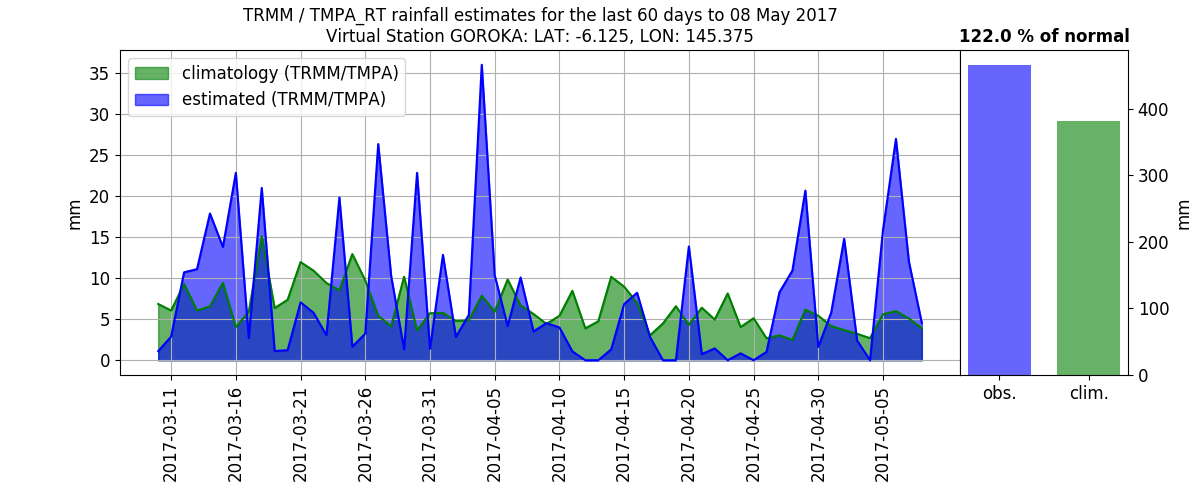 TRMM / TMPA_RT rainfall estimates for the last 60 days to 08 May 2017
Virtual Station GOROKA: LAT: -6.125, LON: 145.375
122.0 % of normal
climatology (TRMM/TMPA)
estimated (TRMM/TMPA)
35
30
25
20
15
10
5
0
mm
2017-03-11
2017-03-16
2017-03-21
2017-03-26
2017-03-31
2017-04-05
2017-04-10
2017-04-15
2017-04-20
2017-04-25
2017-04-30
2017-05-05
400
300
200
100
0
mm
obs.
clim.